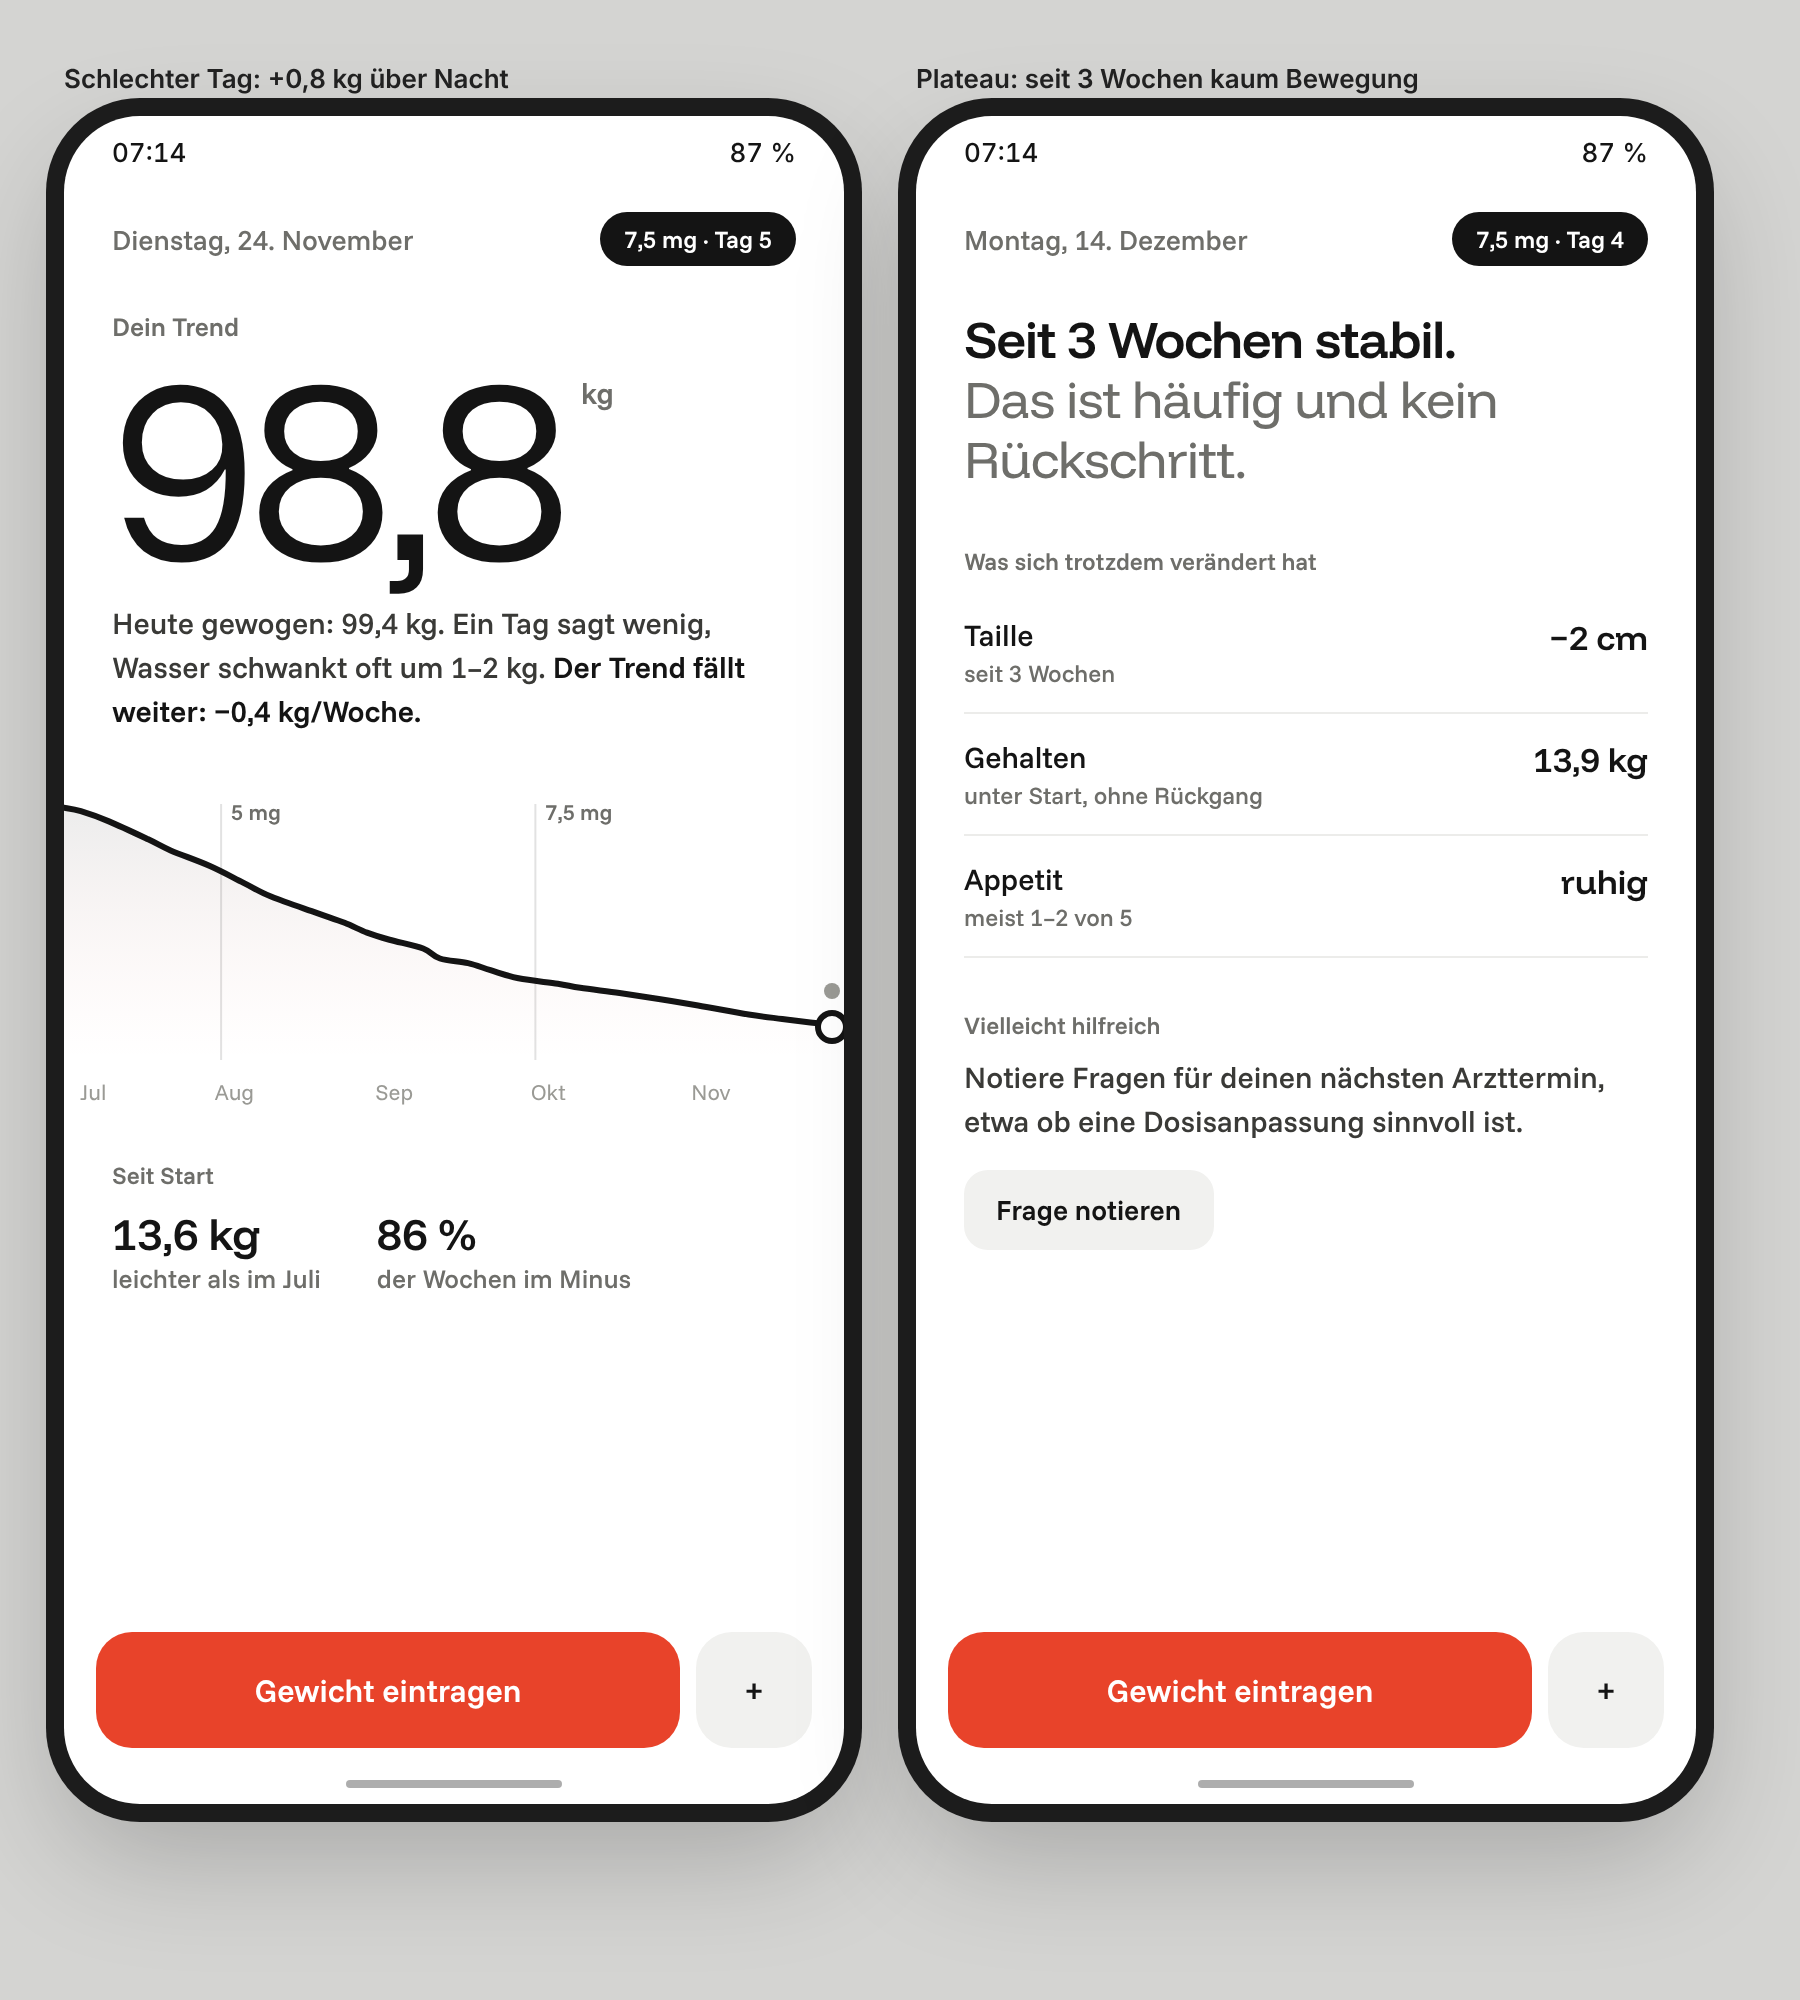 Schlechter Tag: +0,8 kg über Nacht
07:14
87 %
Dienstag, 24. November
7,5 mg · Tag 5
Dein Trend
98,8 kg
Heute gewogen: 99,4 kg. Ein Tag sagt wenig,
Wasser schwankt oft um 1–2 kg. Der Trend fällt
weiter: −0,4 kg/Woche.
5 mg
7,5 mg
Jul
Aug
Sep
Okt
Nov
Seit Start
13,6 kg
leichter als im Juli
86 %
der Wochen im Minus
Gewicht eintragen
+
Plateau: seit 3 Wochen kaum Bewegung
07:14
87 %
Montag, 14. Dezember
7,5 mg · Tag 4
Seit 3 Wochen stabil.
Das ist häufig und kein
Rückschritt.
Was sich trotzdem verändert hat
Taille
−2 cm
seit 3 Wochen
Gehalten
13,9 kg
unter Start, ohne Rückgang
Appetit
ruhig
meist 1–2 von 5
Vielleicht hilfreich
Notiere Fragen für deinen nächsten Arzttermin,
etwa ob eine Dosisanpassung sinnvoll ist.
Frage notieren
Gewicht eintragen
+